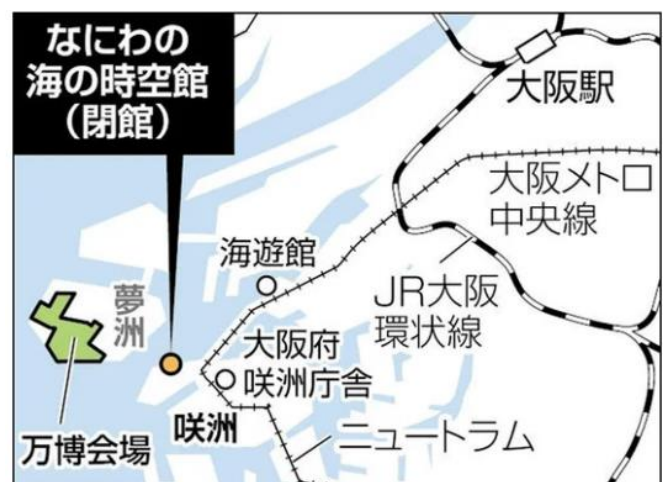 なにわの
海の時空館
（閉館）
大阪駅
大阪メトロ
中央線
海遊館
JR大阪
環状線
夢洲
大阪府
咲洲庁舎
咲洲
ニュートラム
万博会場